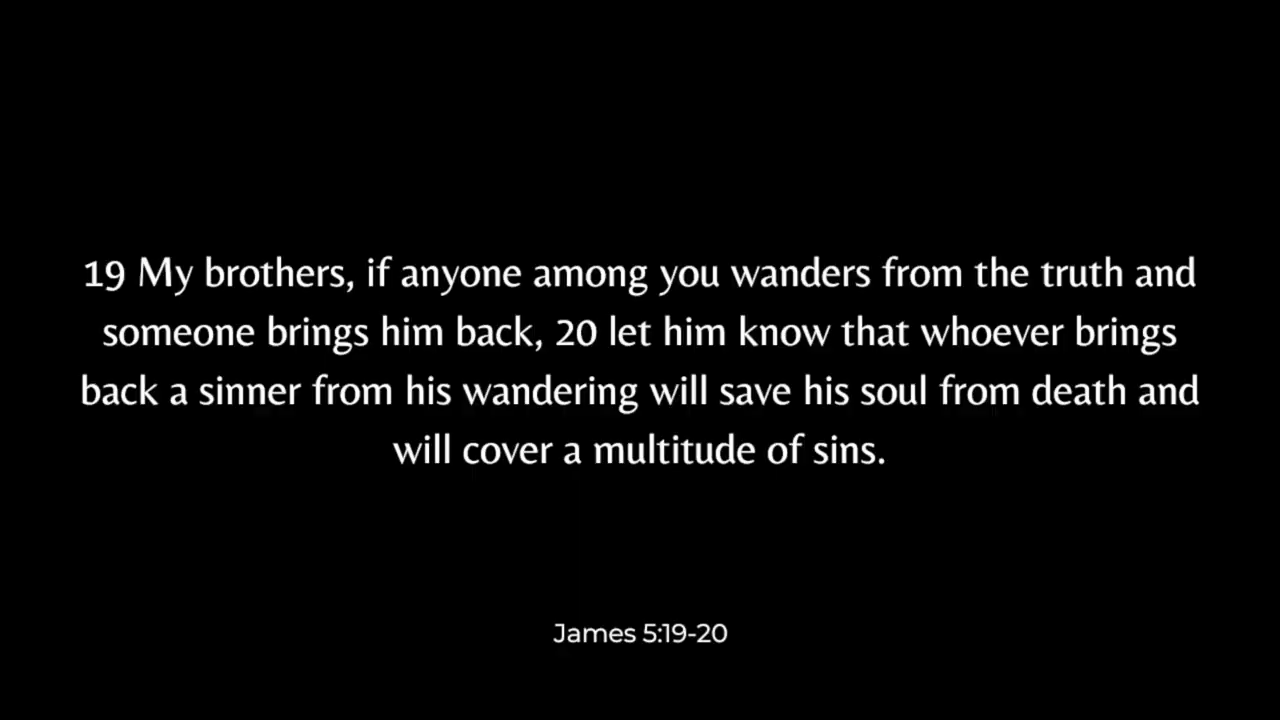 19 My brothers, if anyone among you wanders from the truth and
someone brings him back, 20 let him know that whoever brings
back a sinner from his wandering will save his soul from death and
will cover a multitude of sins.
James 5:19-20